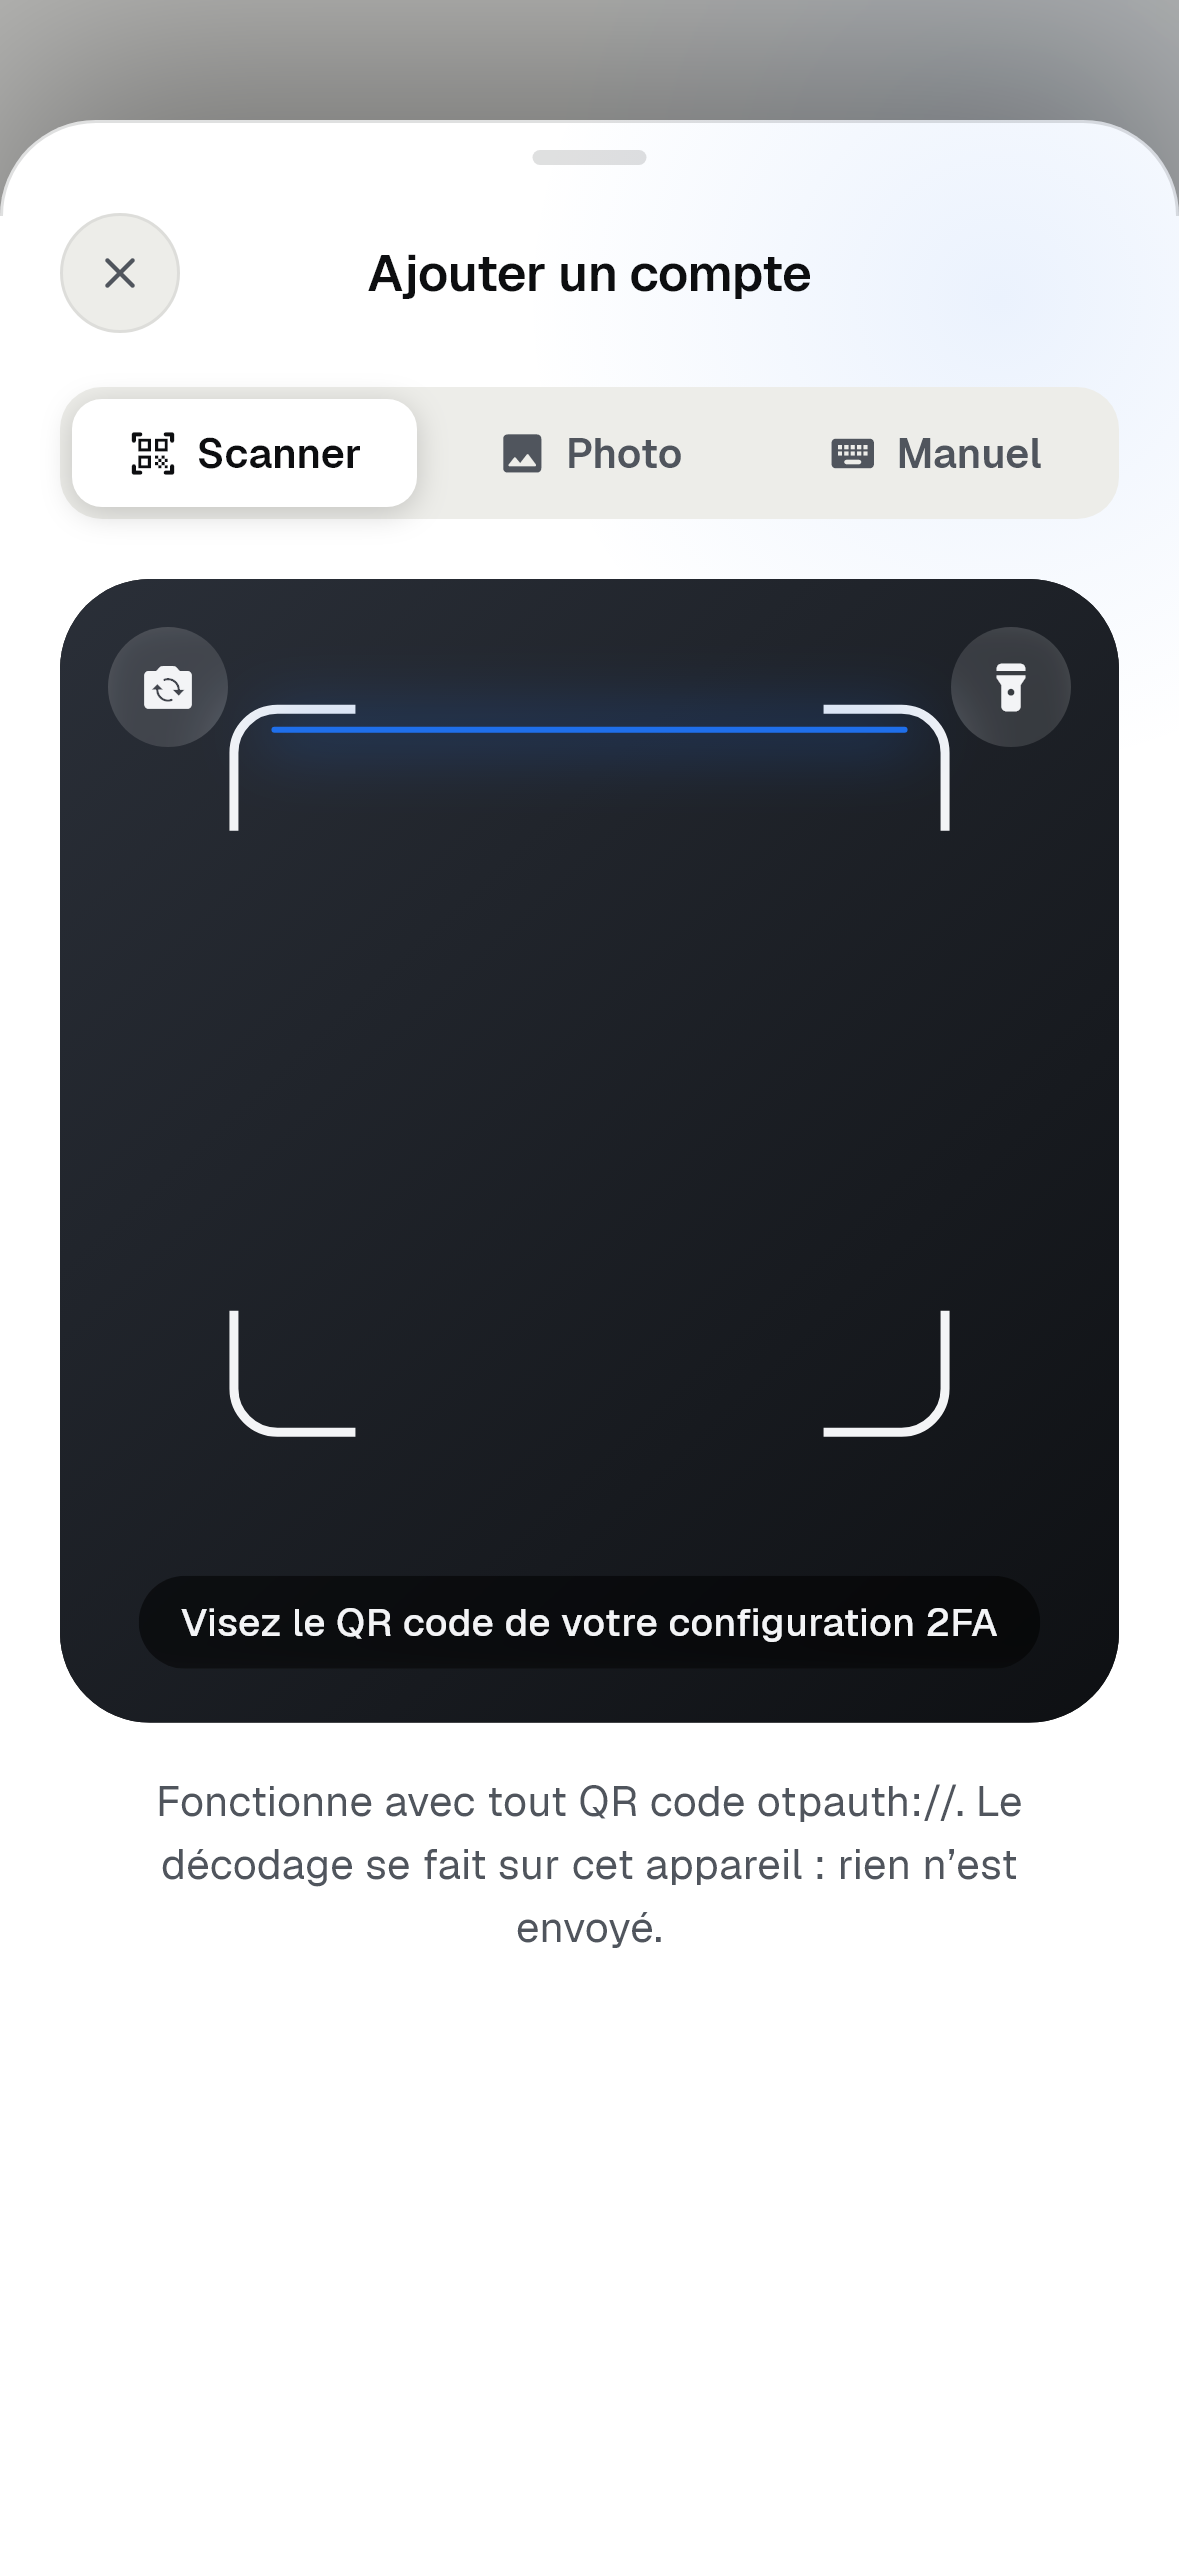 Ajouter un compte
Scanner
Photo
Manuel
Visez le QR code de votre configuration 2FA
Fonctionne avec tout QR code otpauth://. Le
décodage se fait sur cet appareil : rien n’est
envoyé.